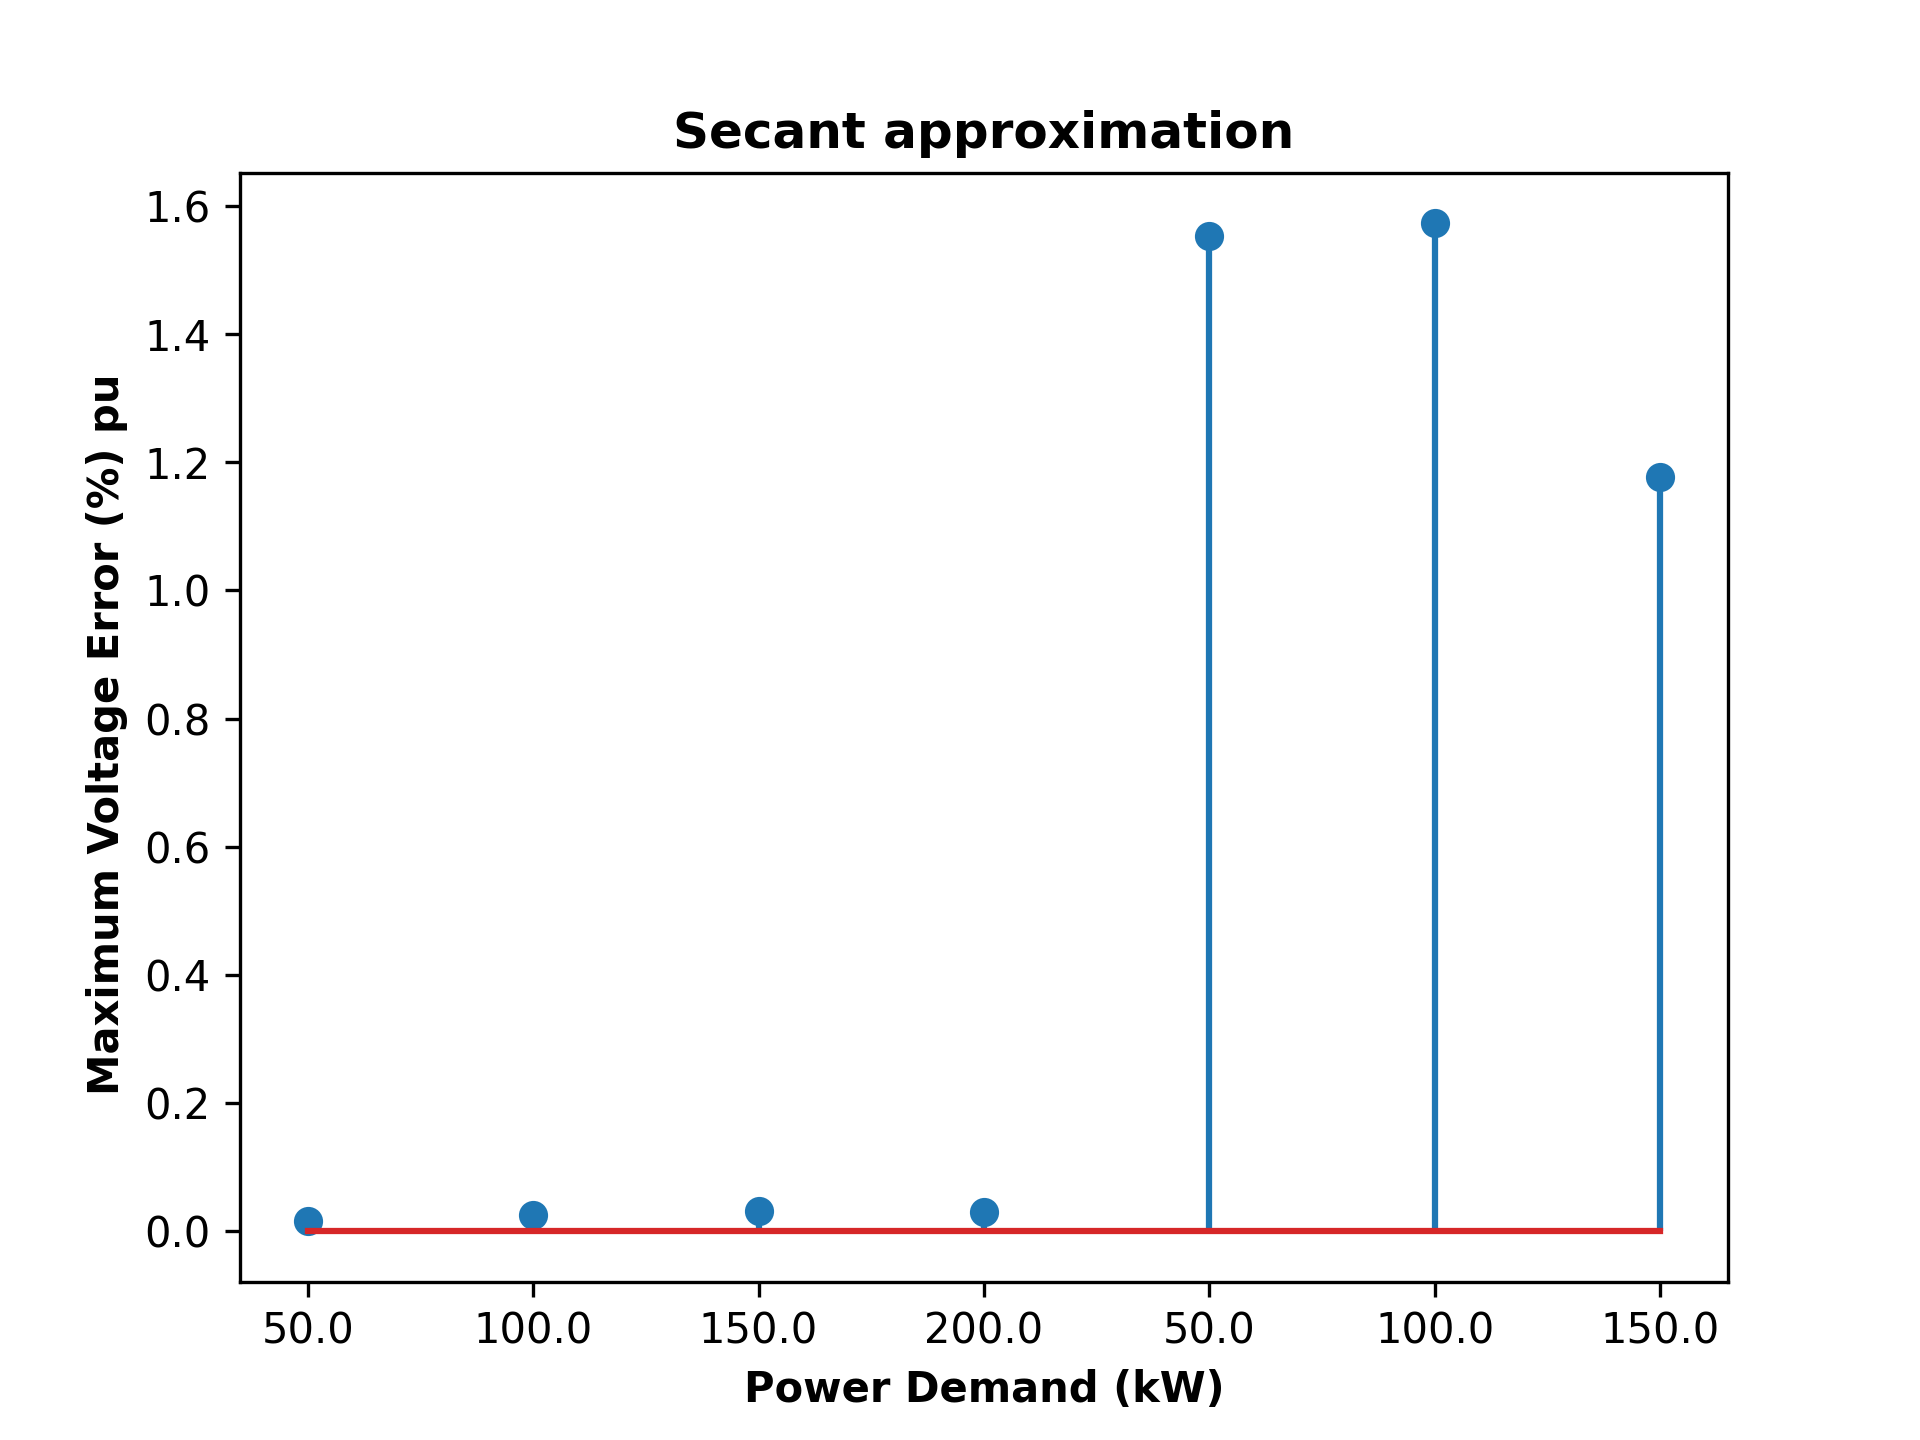 Secant approximation
Maximum Voltage Error (%) pu
1.6
1.4
1.2
1.0
0.8
0.6
0.4
0.2
0.0
50.0 100.0 150.0 200.0 50.0 100.0 150.0
Power Demand (kW)